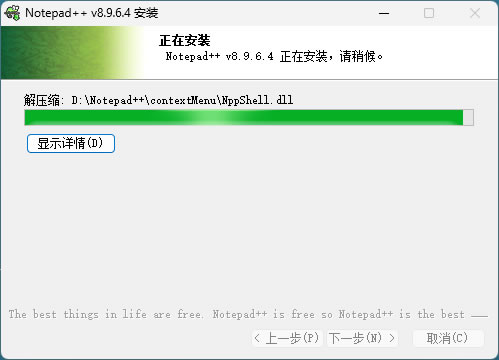 Notepad++ v8.9.6.4 安装
正在安装
Notepad++ v8.9.6.4 正在安装，请稍候。
解压缩: D:\Notepad++\contextMenu\NppShell.dll
显示详情(D)
The best things in life are free. Notepad++ is free so Notepad++ is the best
< 上一步(P) 下一步(N) > 取消(C)